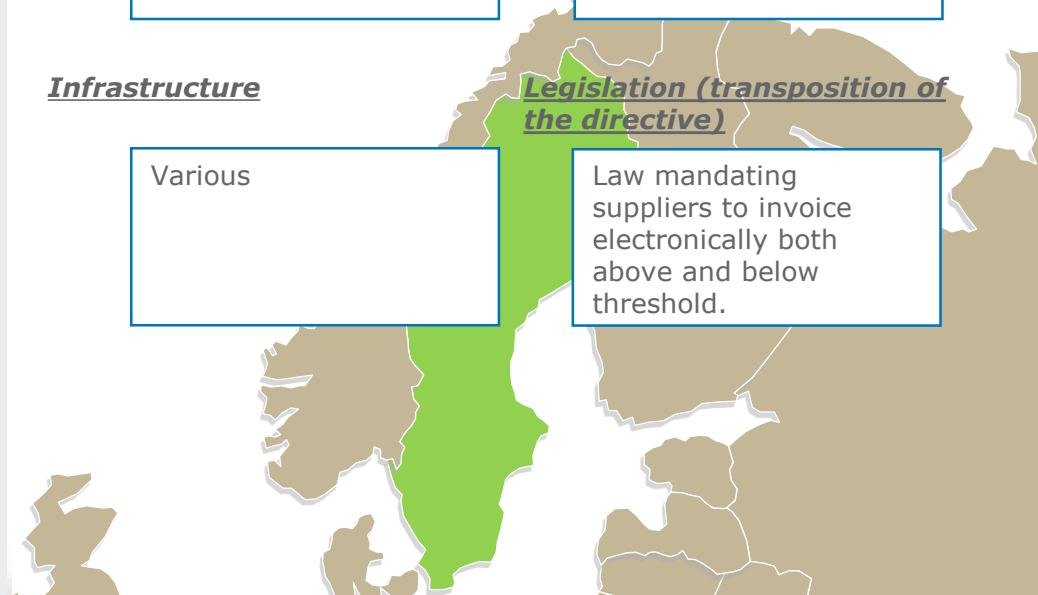 Infrastructure
Legislation (transposition of
the directive)
Various
Law mandating
suppliers to invoice
electronically both
above and below
threshold.